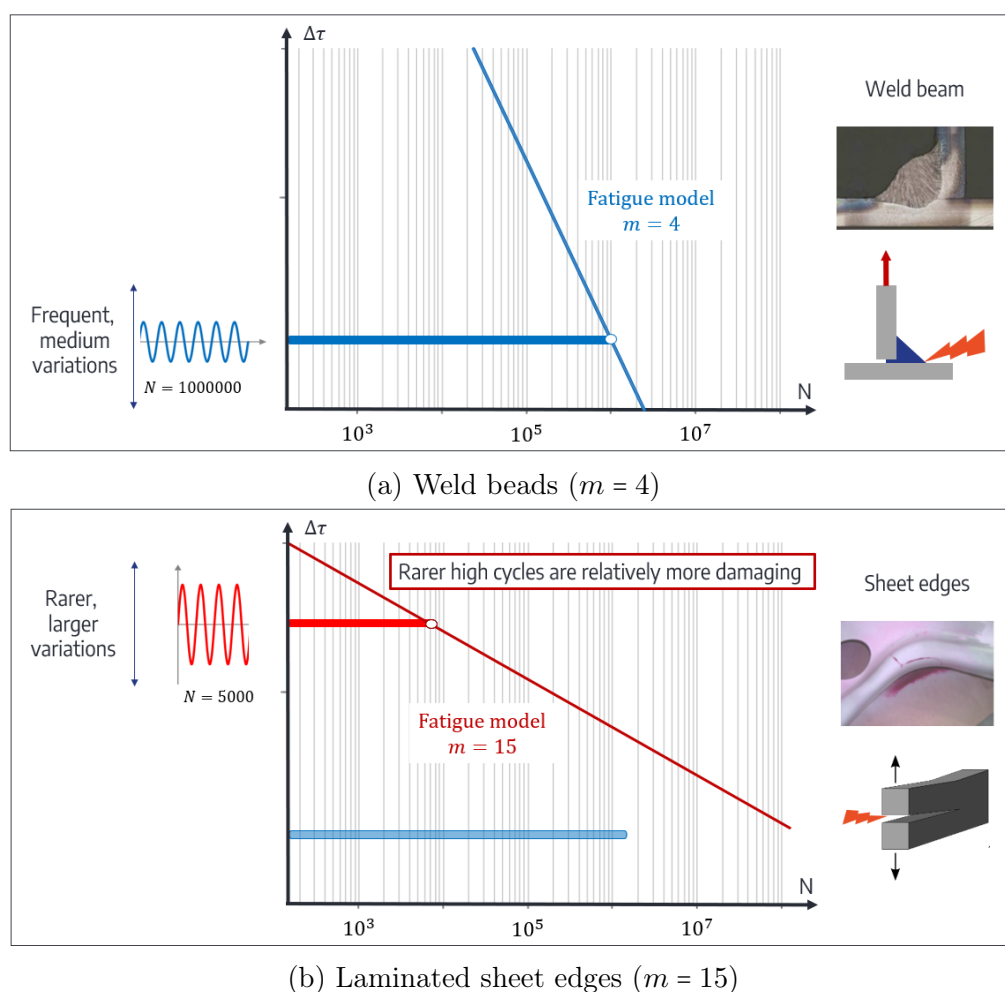 Δτ
Weld beam
Fatigue model
m = 4
Frequent,
medium
variations
N = 1000000
N
10³
10⁵
10⁷
(a) Weld beads (m = 4)
Δτ
Rarer high cycles are relatively more damaging
Rarer,
larger
variations
Sheet edges
N = 5000
Fatigue model
m = 15
N
10³
10⁵
10⁷
(b) Laminated sheet edges (m = 15)